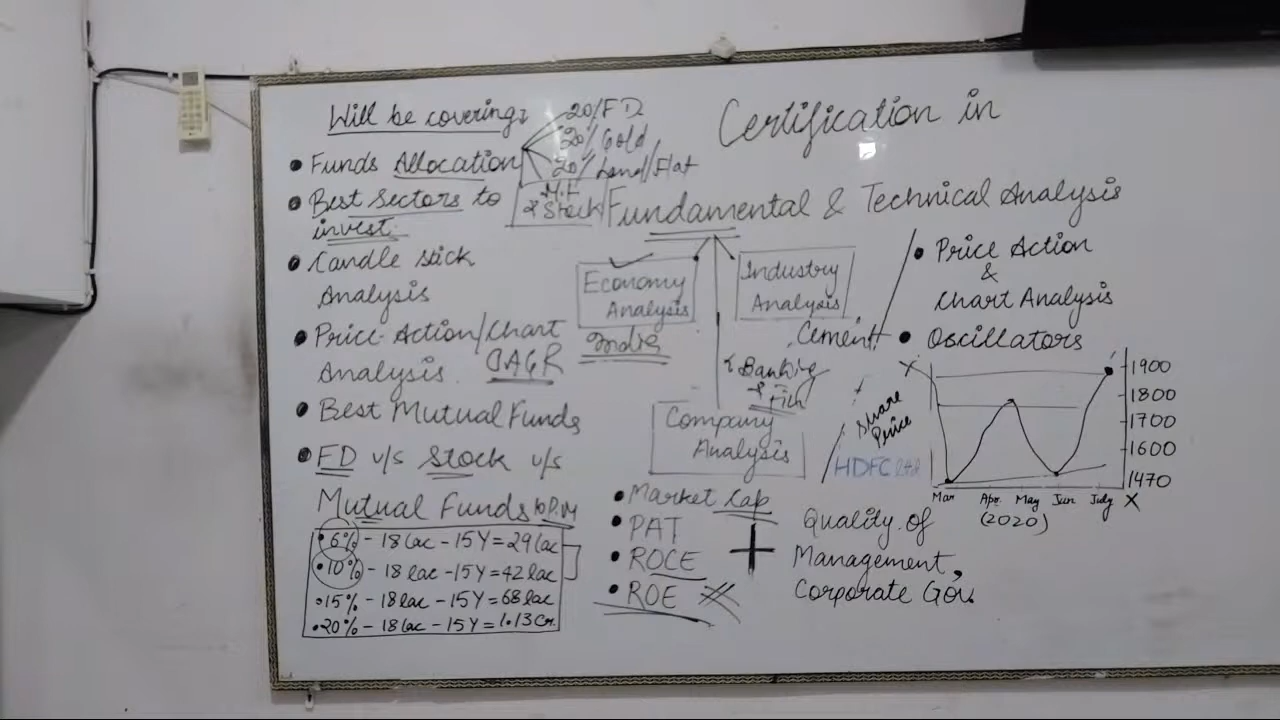 Certification in
Fundamental & Technical Analysis
Will be covering:
• Funds Allocation
20% FD
20% Gold
20% Land/Flat
M.F
& Stock
• Best Sectors to
invest:
• Candle stick
Analysis
• Price Action/Chart
Analysis. CAGR
• Best Mutual Funds
• FD v/s Stock v/s
Mutual Funds
• 6% - 18 lac - 15Y = 29 lac
• 10% - 18 lac - 15Y = 42 lac
• 15% - 18 lac - 15Y = 68 lac
• 20% - 18 lac - 15Y = 1.13 Cr.
Economy
Analysis
India
Industry
Analysis
Cement
Banking
& Fin
Company
Analysis
• Market Cap
• PAT
• ROCE
• ROE
+
Quality of
Management,
Corporate Gov.
• Price Action
&
Chart Analysis
• Oscillators
Share
Price
HDFC ltd
Y
1900
1800
1700
1600
1470
Mar Apr. May Jun July X
(2020)